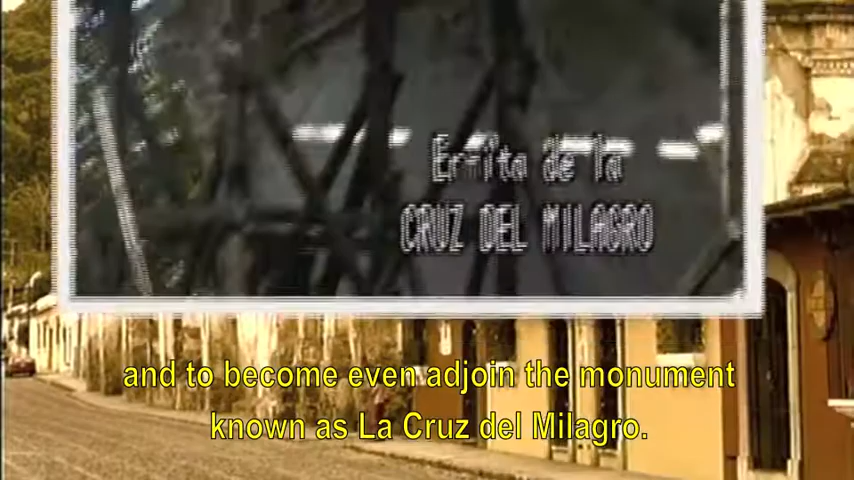 Ermita de la
CRUZ DEL MILAGRO
and to become even adjoin the monument
known as La Cruz del Milagro.